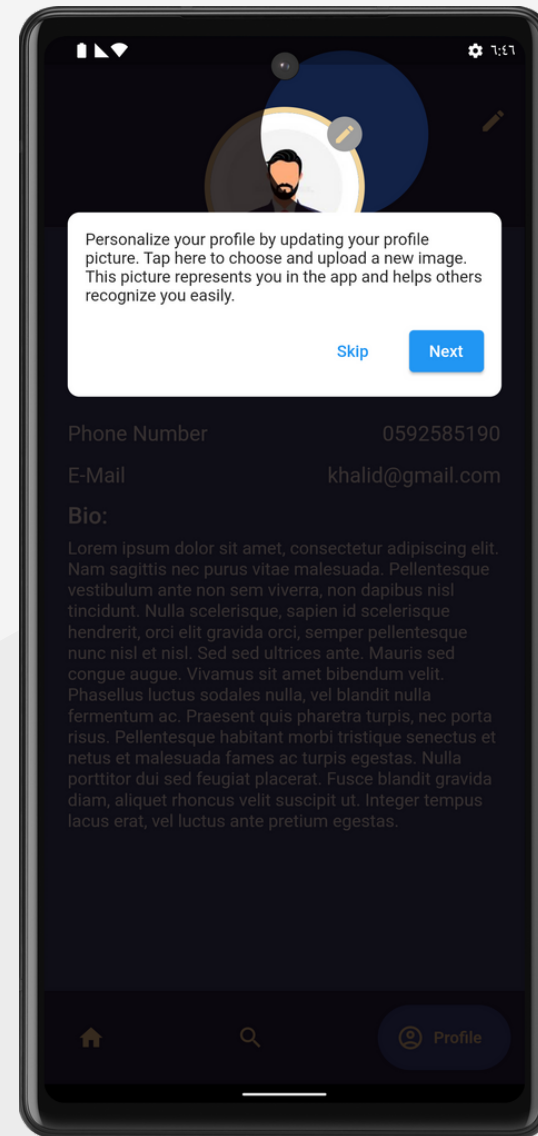 ٦:٤٦
Personalize your profile by updating your profile
picture. Tap here to choose and upload a new image.
This picture represents you in the app and helps others
recognize you easily.
Skip
Next
Phone Number 0592585190
E-Mail khalid@gmail.com
Bio:
Lorem ipsum dolor sit amet, consectetur adipiscing elit.
Nam sagittis nec purus vitae malesuada. Pellentesque
vestibulum ante non sem viverra, non dapibus nisl
tincidunt. Nulla scelerisque, sapien id scelerisque
hendrerit, orci elit gravida orci, semper pellentesque
nunc nisl et nisl. Sed sed ultrices ante. Mauris sed
congue augue. Vivamus sit amet bibendum velit.
Phasellus luctus sodales nulla, vel blandit nulla
fermentum ac. Praesent quis pharetra turpis, nec porta
risus. Pellentesque habitant morbi tristique senectus et
netus et malesuada fames ac turpis egestas. Nulla
porttitor dui sed feugiat placerat. Fusce blandit gravida
diam, aliquet rhoncus velit suscipit ut. Integer tempus
lacus erat, vel luctus ante pretium egestas.
Profile